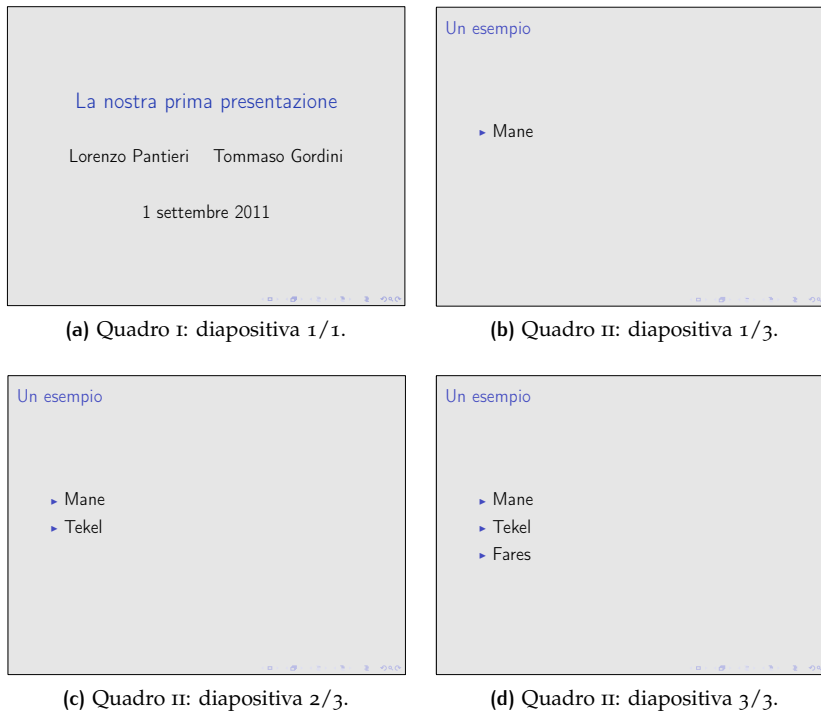 La nostra prima presentazione
Lorenzo Pantieri Tommaso Gordini
1 settembre 2011
(a) Quadro I: diapositiva 1/1.
Un esempio
▸ Mane
(b) Quadro II: diapositiva 1/3.
Un esempio
▸ Mane
▸ Tekel
(c) Quadro II: diapositiva 2/3.
Un esempio
▸ Mane
▸ Tekel
▸ Fares
(d) Quadro II: diapositiva 3/3.